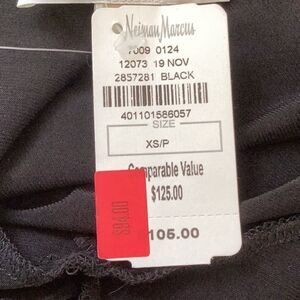 Neiman Marcus
7009 0124
12073 19 NOV
2857281 BLACK
401101586057
SIZE
XS/P
Comparable Value
$125.00
$94.00
$105.00